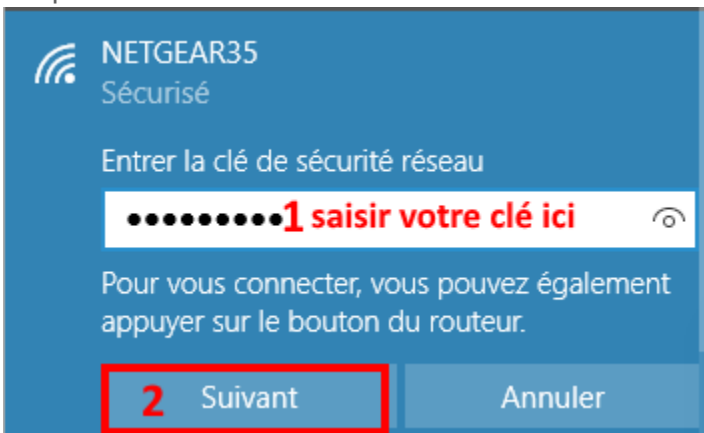 NETGEAR35
Sécurisé
Entrer la clé de sécurité réseau
•••••••••1 saisir votre clé ici
Pour vous connecter, vous pouvez également
appuyer sur le bouton du routeur.
2 Suivant Annuler